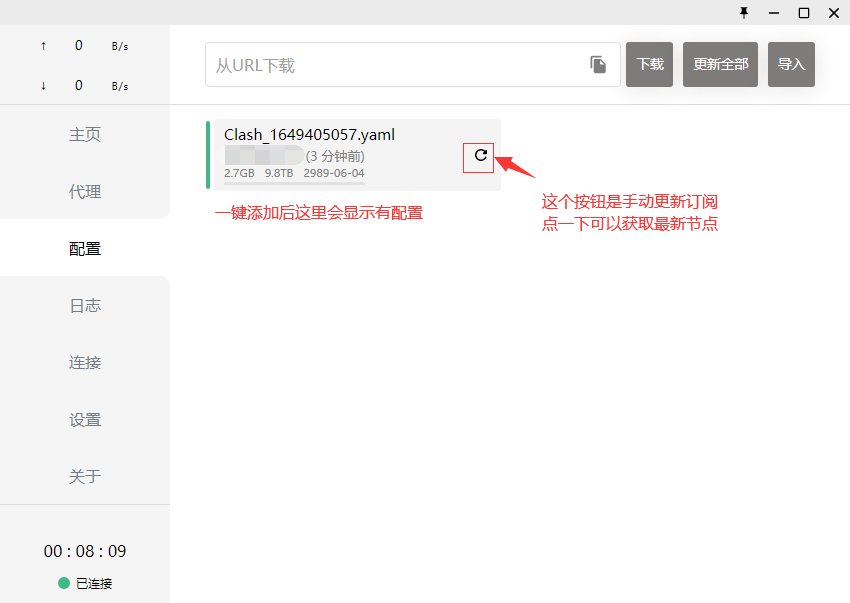 ↑ 0 B/s
↓ 0 B/s
主页
代理
配置
日志
连接
设置
关于
00 : 08 : 09
已连接
从URL下载
下载
更新全部
导入
Clash_1649405057.yaml
(3 分钟前)
2.7GB 9.8TB 2989-06-04
一键添加后这里会显示有配置
这个按钮是手动更新订阅
点一下可以获取最新节点